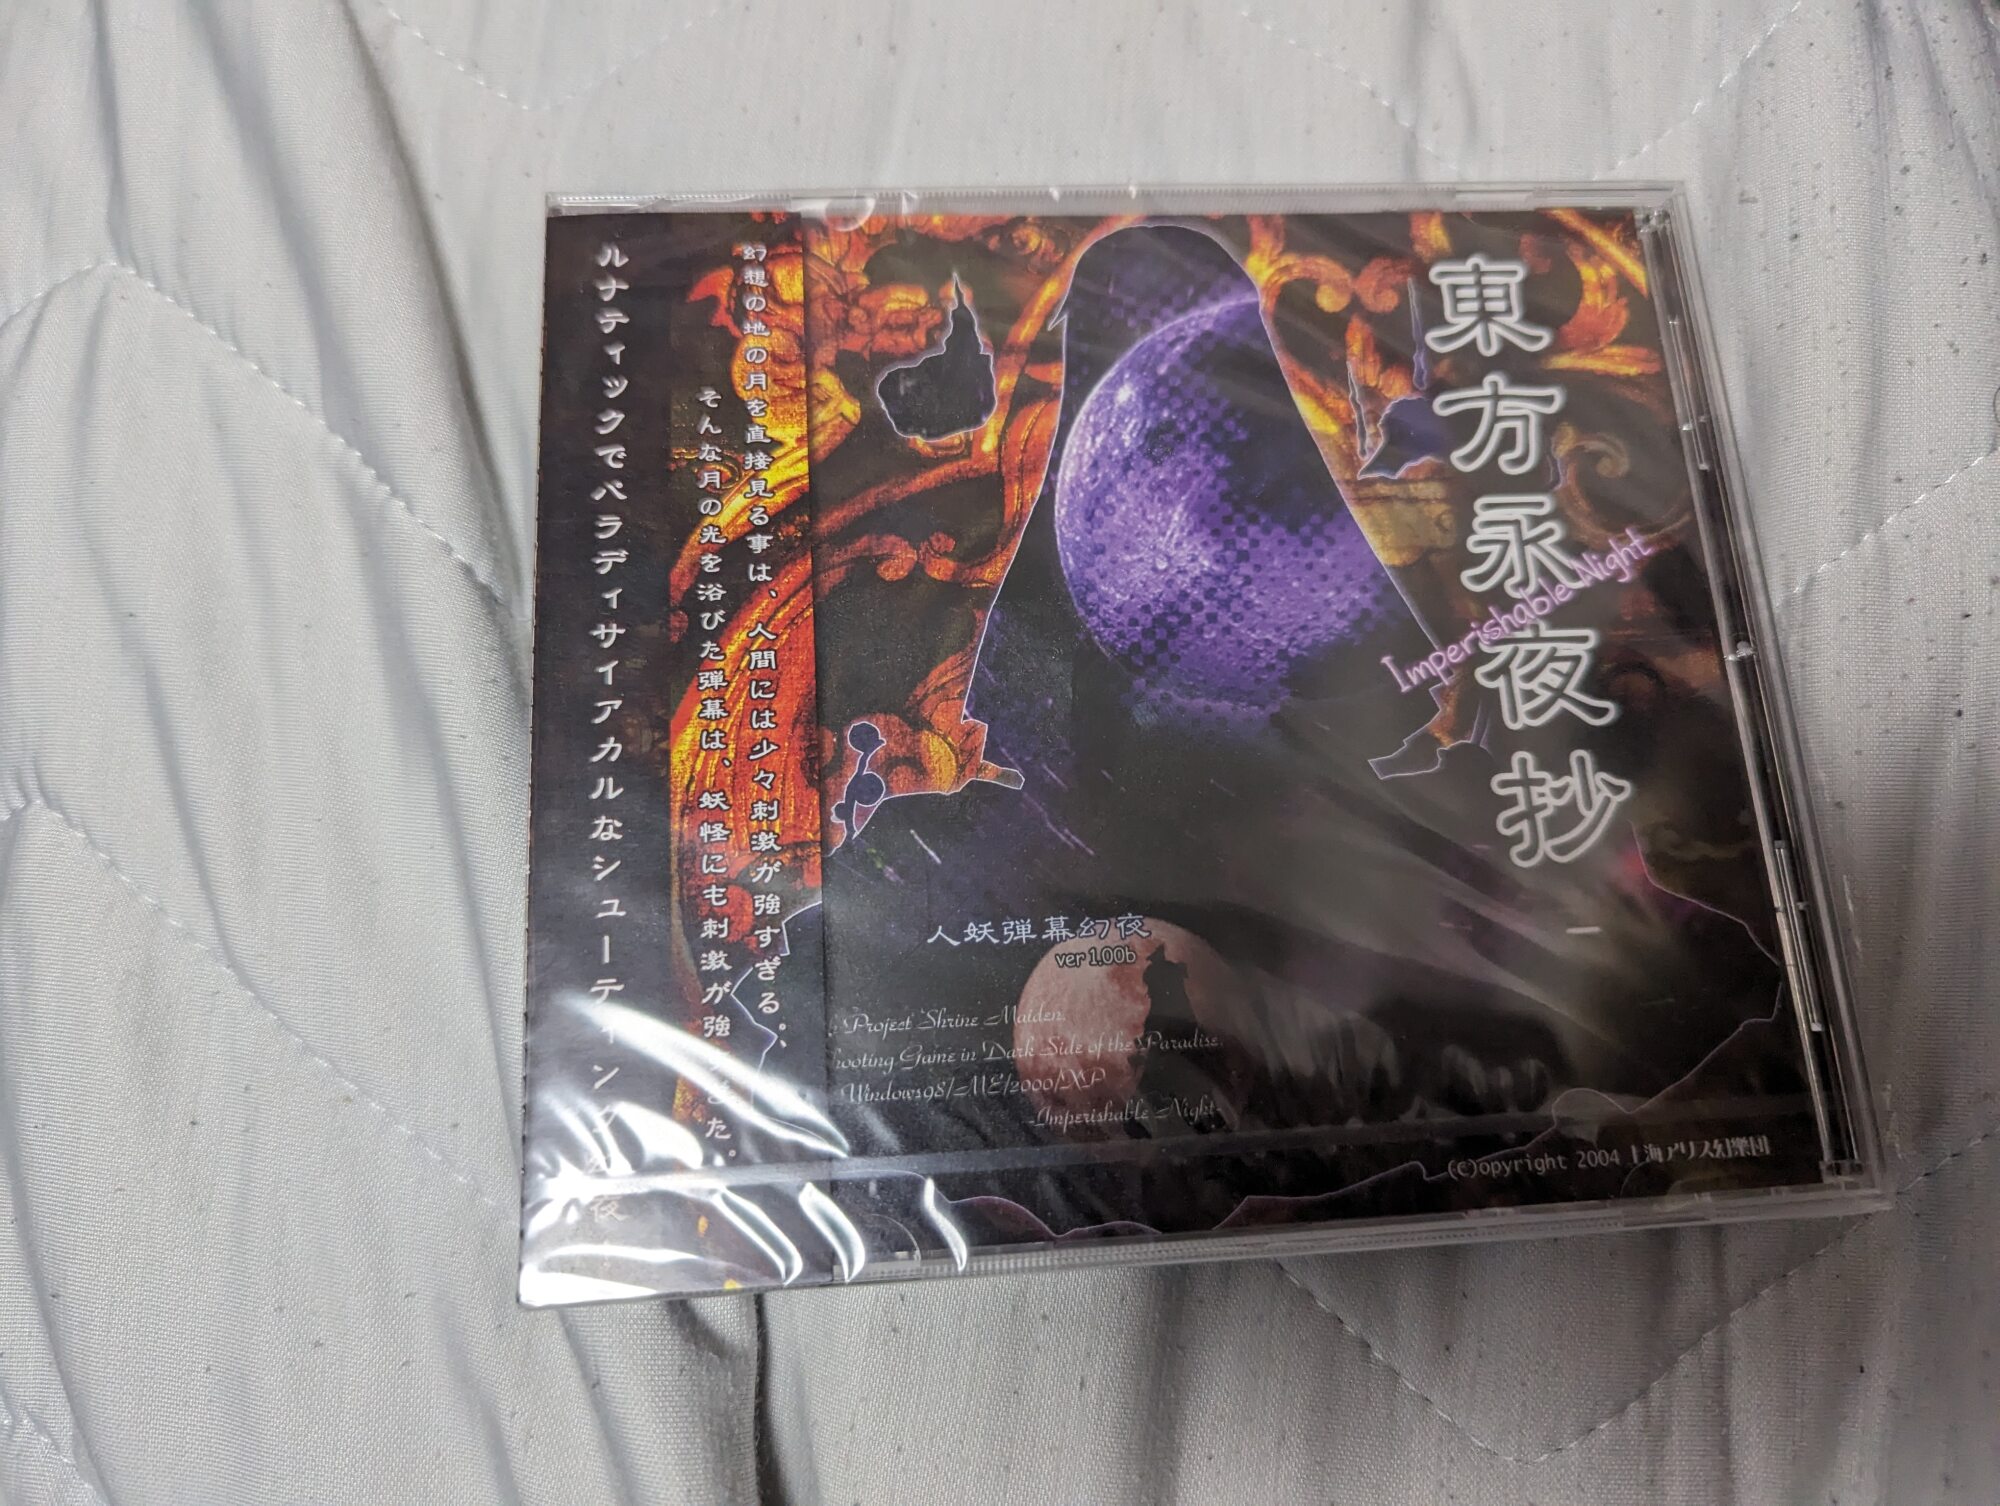 東方永夜抄
Imperishable Night
幻想の地の月を直接見る事は、人間には少々刺激が強すぎる。
そんな月の光を浴びた弾幕は、妖怪にも刺激が強
た。
ルナティックでパラディサイアカルなシューティング
夜
人妖弾幕幻夜
ver 1.00b
Project Shrine Maiden.
hooting Game in Dark Side of the Paradise.
Windows98/ME/2000/XP
-Imperishable Night-
(C)opyright 2004 上海アリス幻樂団